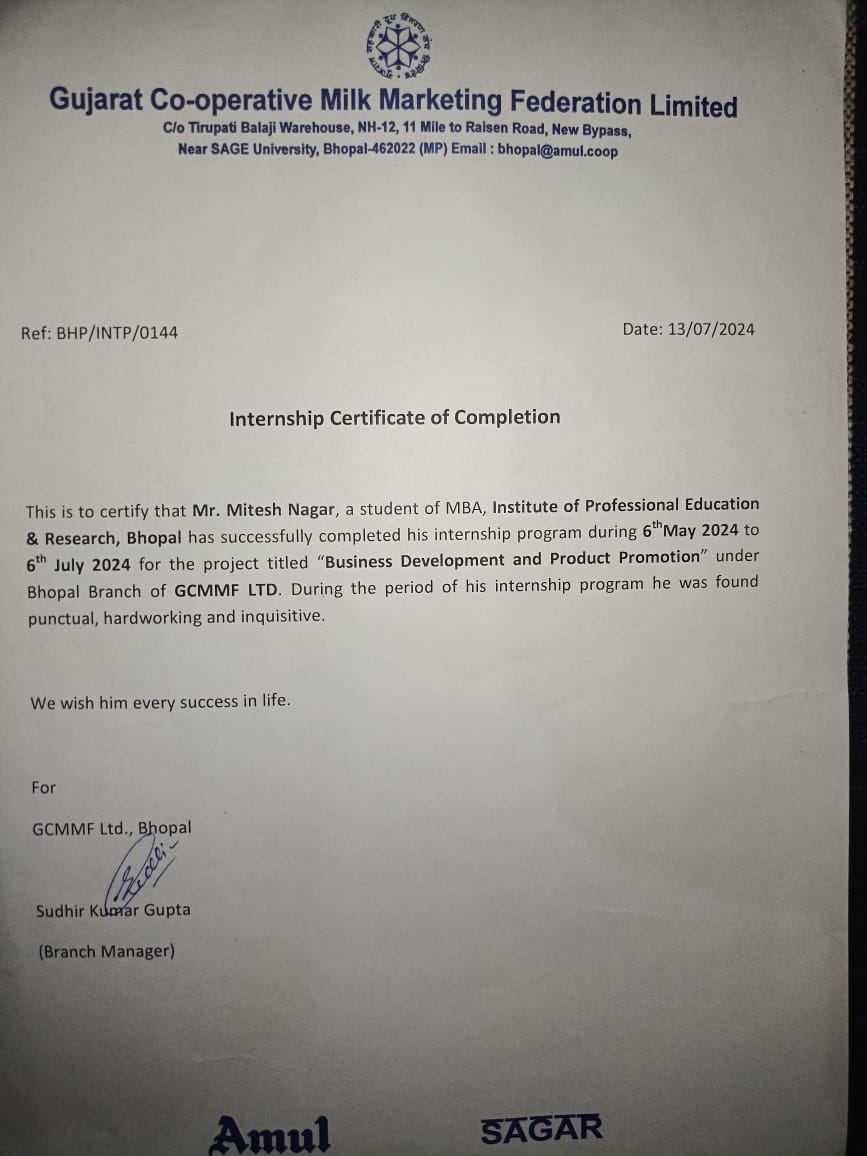 Gujarat Co-operative Milk Marketing Federation Limited
C/o Tirupati Balaji Warehouse, NH-12, 11 Mile to Raisen Road, New Bypass,
Near SAGE University, Bhopal-462022 (MP) Email : bhopal@amul.coop
Ref: BHP/INTP/0144
Date: 13/07/2024
Internship Certificate of Completion
This is to certify that Mr. Mitesh Nagar, a student of MBA, Institute of Professional Education
& Research, Bhopal has successfully completed his internship program during 6th May 2024 to
6th July 2024 for the project titled “Business Development and Product Promotion” under
Bhopal Branch of GCMMF LTD. During the period of his internship program he was found
punctual, hardworking and inquisitive.
We wish him every success in life.
For
GCMMF Ltd., Bhopal
Sudhir Kumar Gupta
(Branch Manager)
Amul
SAGAR